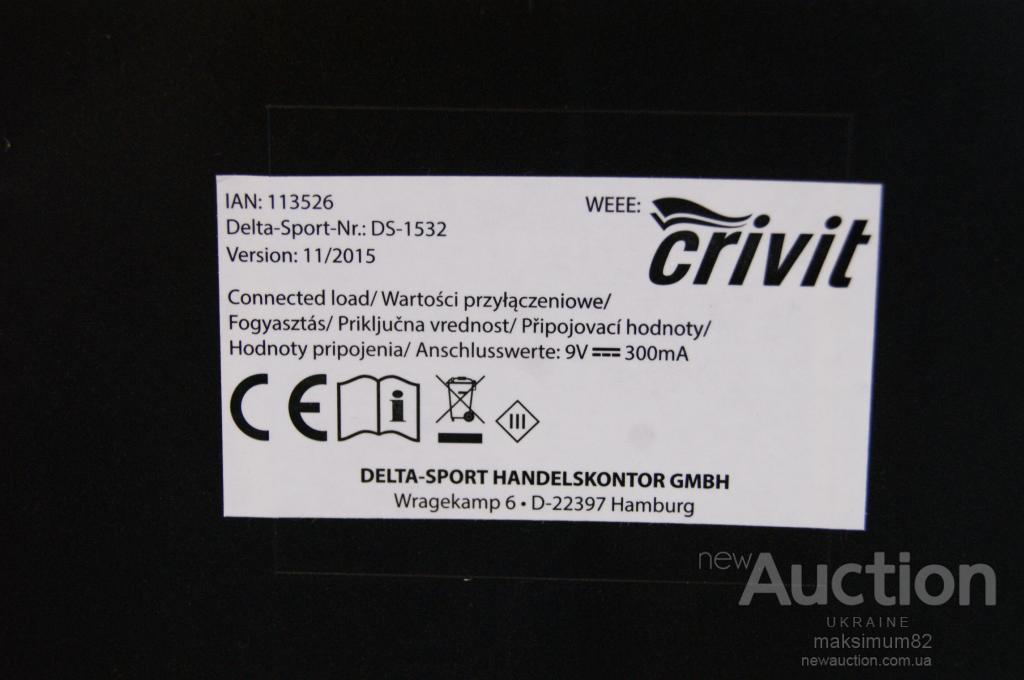 IAN: 113526
Delta-Sport-Nr.: DS-1532
Version: 11/2015
WEEE: crivit
Connected load/ Wartości przyłączeniowe/
Fogyasztás/ Priključna vrednost/ Připojovací hodnoty/
Hodnoty pripojenia/ Anschlusswerte: 9V 300mA
CE i III
DELTA-SPORT HANDELSKONTOR GMBH
Wragekamp 6 • D-22397 Hamburg
new Auction
UKRAINE
maksimum82
newauction.com.ua